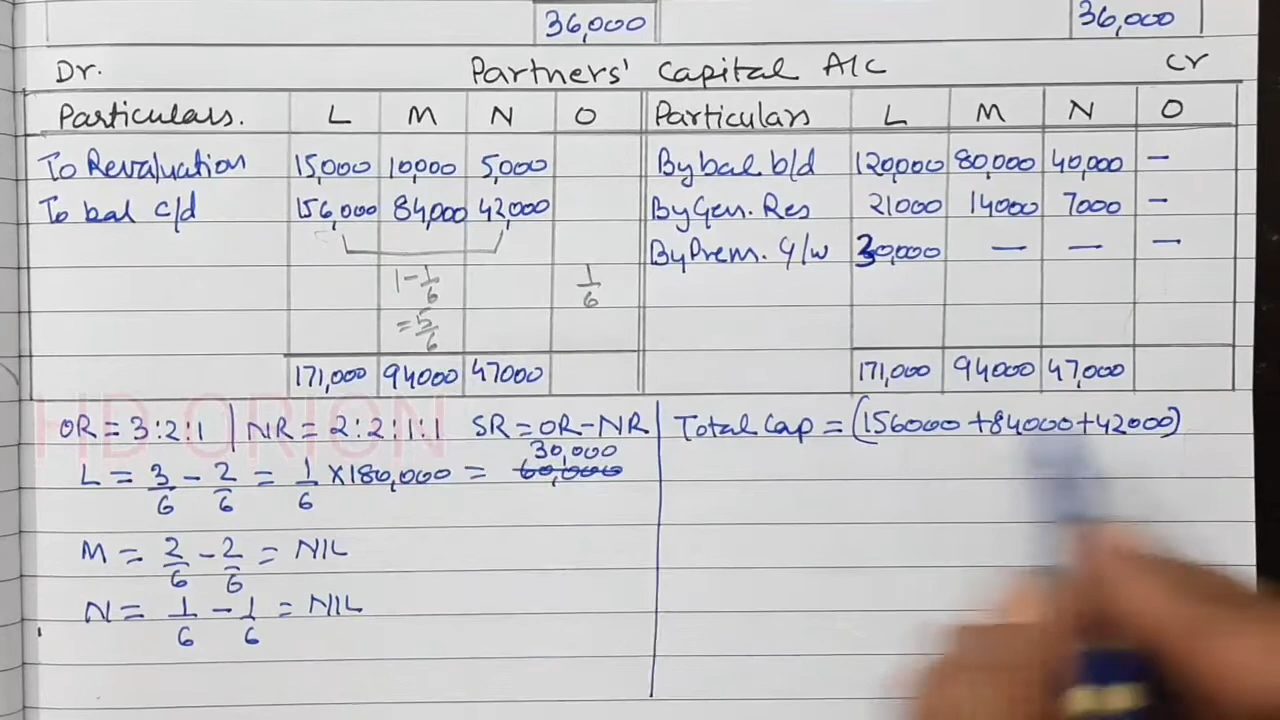 36,000 36,000
Dr. Partners' Capital A/C Cr
Particulars. L M N O Particulars L M N O
To Revaluation 15,000 10,000 5,000 By bal b/d 120,000 80,000 40,000 —
To bal c/d 156,000 84,000 42,000 By Gen. Res 21000 14000 7000 —
By Prem. G/W 30,000 — — —
1-1/6 1/6
=5/6
171,000 94000 47000 171,000 94000 47,000
HD ORION
OR = 3:2:1 | NR = 2:2:1:1 SR = OR-NR Total Cap = (156000+84000+42000)
30,000
L = 3/6 - 2/6 = 1/6 ×180,000 = 60,000
M = 2/6 - 2/6 = NIL
N = 1/6 - 1/6 = NIL